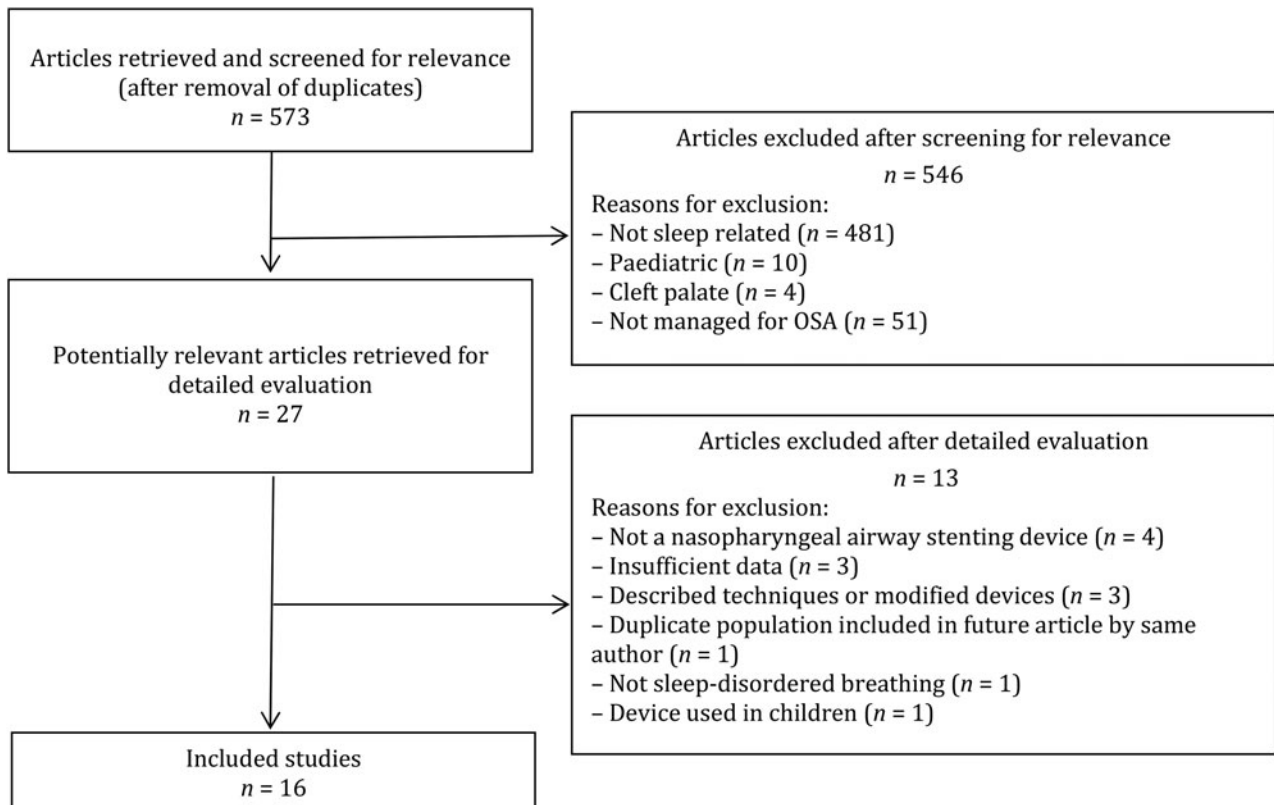 Articles retrieved and screened for relevance
(after removal of duplicates)
n = 573
Articles excluded after screening for relevance
n = 546
Reasons for exclusion:
– Not sleep related (n = 481)
– Paediatric (n = 10)
– Cleft palate (n = 4)
– Not managed for OSA (n = 51)
Potentially relevant articles retrieved for
detailed evaluation
n = 27
Articles excluded after detailed evaluation
n = 13
Reasons for exclusion:
– Not a nasopharyngeal airway stenting device (n = 4)
– Insufficient data (n = 3)
– Described techniques or modified devices (n = 3)
– Duplicate population included in future article by same
author (n = 1)
– Not sleep-disordered breathing (n = 1)
– Device used in children (n = 1)
Included studies
n = 16